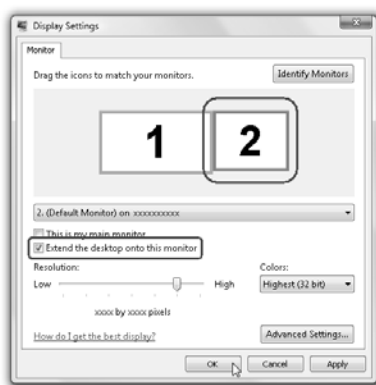 Display Settings
Monitor
Drag the icons to match your monitors.
Identify Monitors
1
2
2. (Default Monitor) on xxxxxxxxxx
This is my main monitor
Extend the desktop onto this monitor
Resolution:
Colors:
Low
High
Highest (32 bit)
xxxx by xxxx pixels
How do I get the best display?
Advanced Settings...
OK
Cancel
Apply